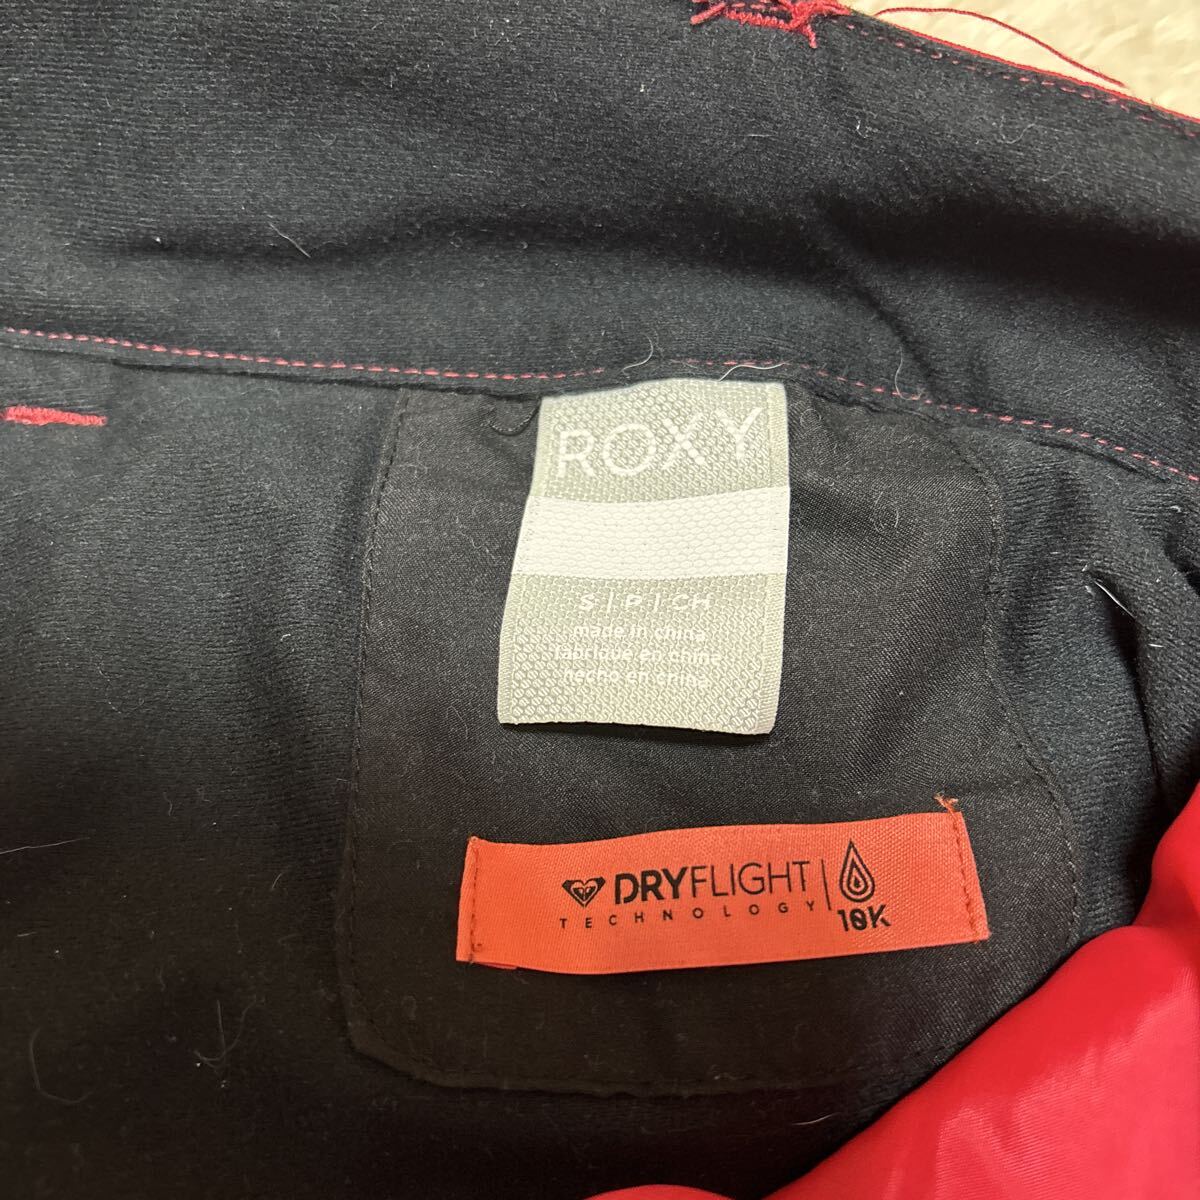 ROXY
S | P | CH
made in china
fabriqué en chine
hecho en china
DRYFLIGHT
TECHNOLOGY
10K